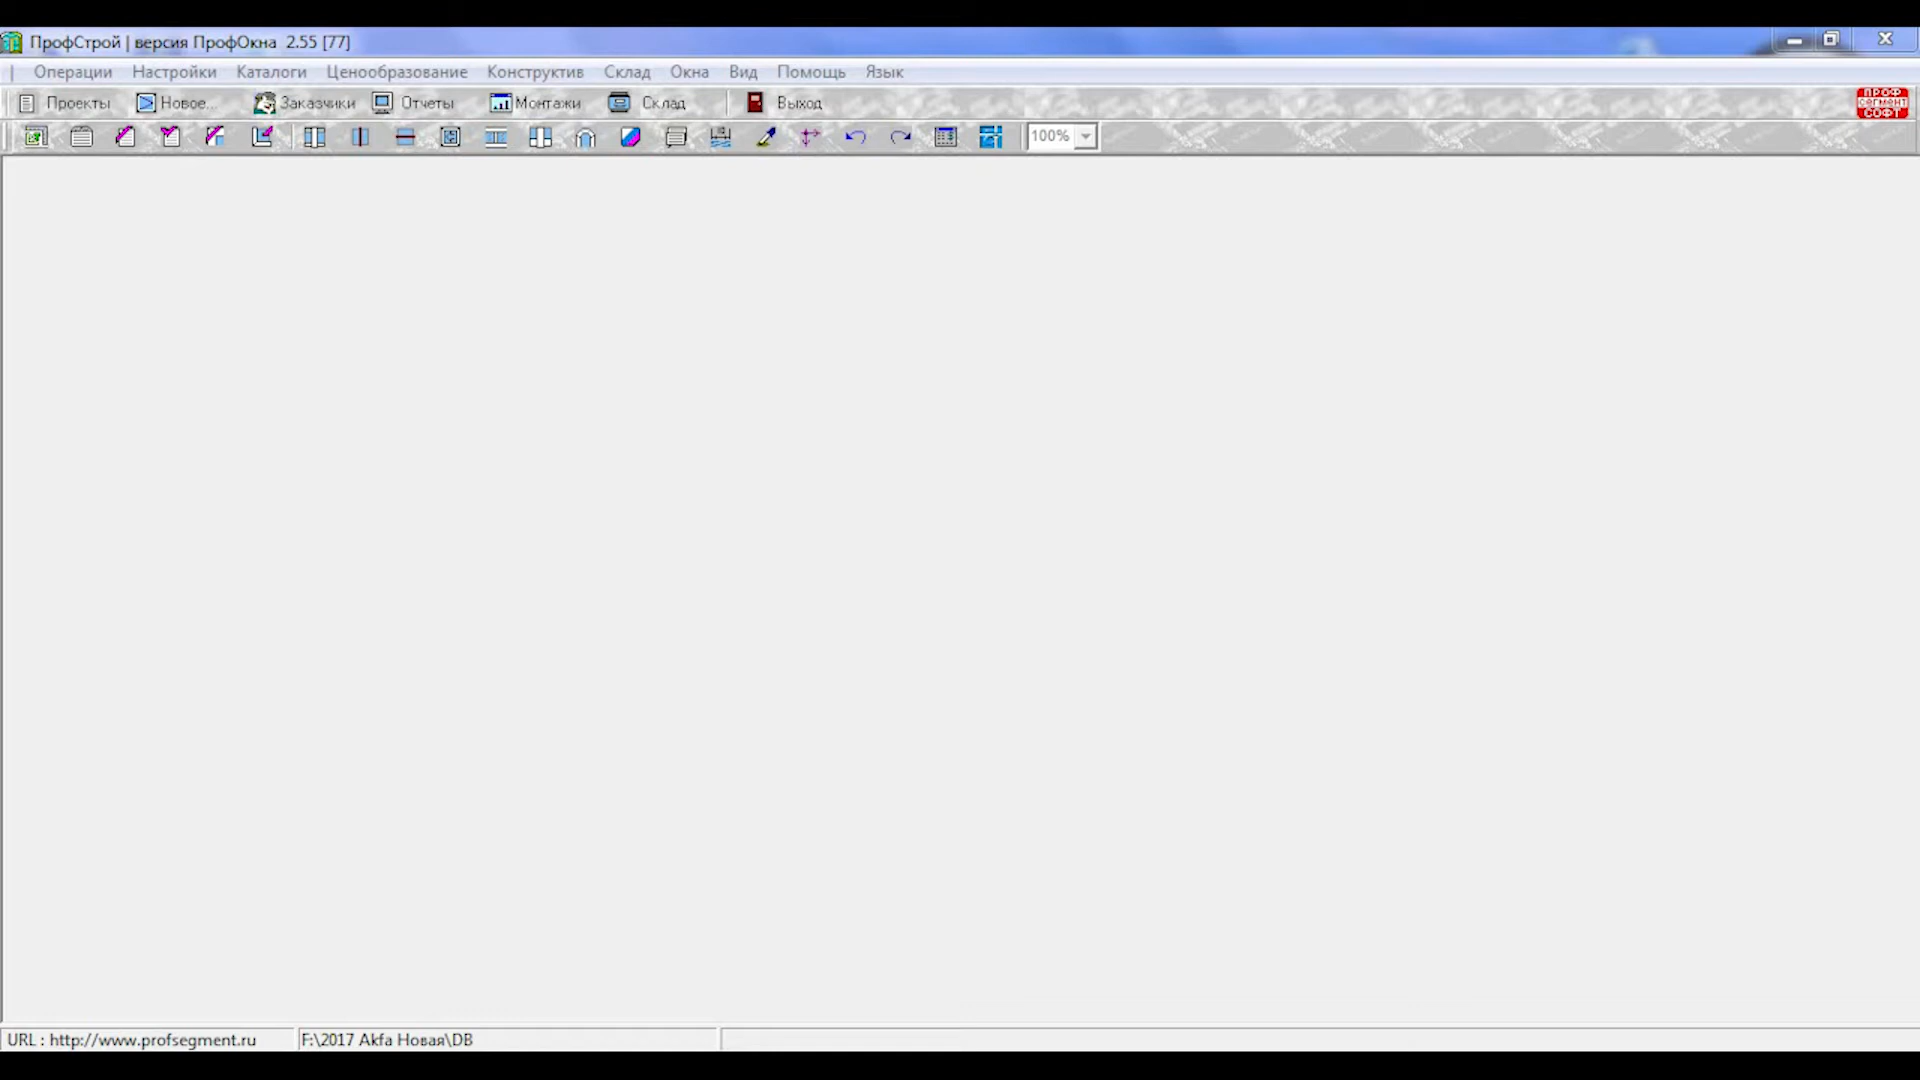 ПрофСтрой | версия ПрофОкна 2.55 [77]
Операции Настройки Каталоги Ценообразование Конструктив Склад Окна Вид Помощь Язык
Проекты Новое... Заказчики Отчеты Монтажи Склад Выход
ПРОФ
сегмент
СОФТ
100%
URL : http://www.profsegment.ru F:\2017 Akfa Новая\DB